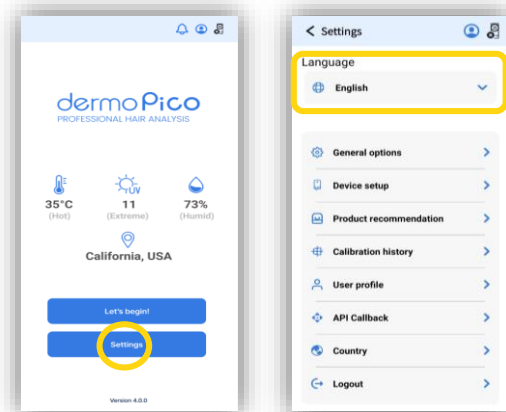 dermoPico
PROFESSIONAL HAIR ANALYSIS
UV
35°C 11 73%
(Hot) (Extreme) (Humid)
California, USA
Let's begin!
Settings
Version 4.0.0
Settings
Language
English
General options
Device setup
Product recommendation
Calibration history
User profile
API Callback
Country
Logout